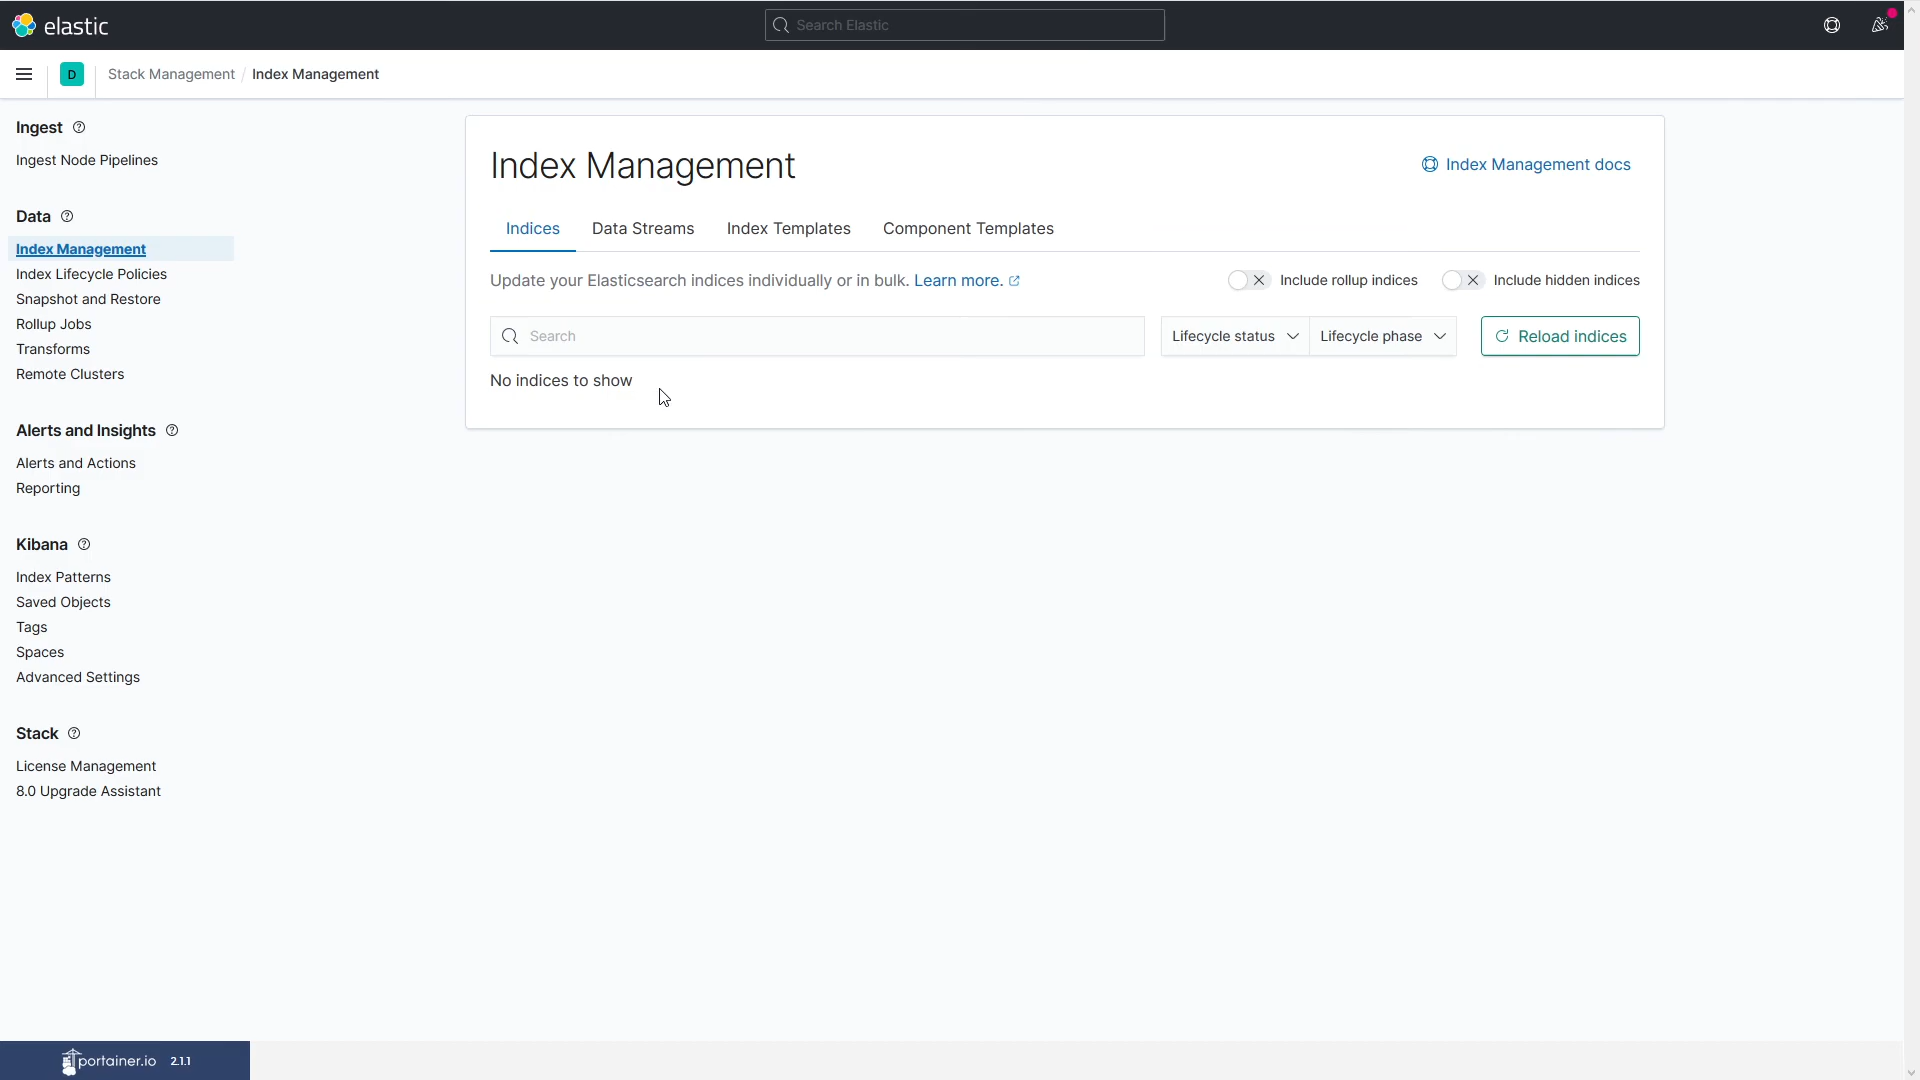 elastic
Search Elastic
D
Stack Management / Index Management
Ingest
Ingest Node Pipelines
Data
Index Management
Index Lifecycle Policies
Snapshot and Restore
Rollup Jobs
Transforms
Remote Clusters
Alerts and Insights
Alerts and Actions
Reporting
Kibana
Index Patterns
Saved Objects
Tags
Spaces
Advanced Settings
Stack
License Management
8.0 Upgrade Assistant
Index Management
Index Management docs
Indices Data Streams Index Templates Component Templates
Update your Elasticsearch indices individually or in bulk. Learn more.
Include rollup indices Include hidden indices
Search
Lifecycle status Lifecycle phase
Reload indices
No indices to show
portainer.io 2.1.1